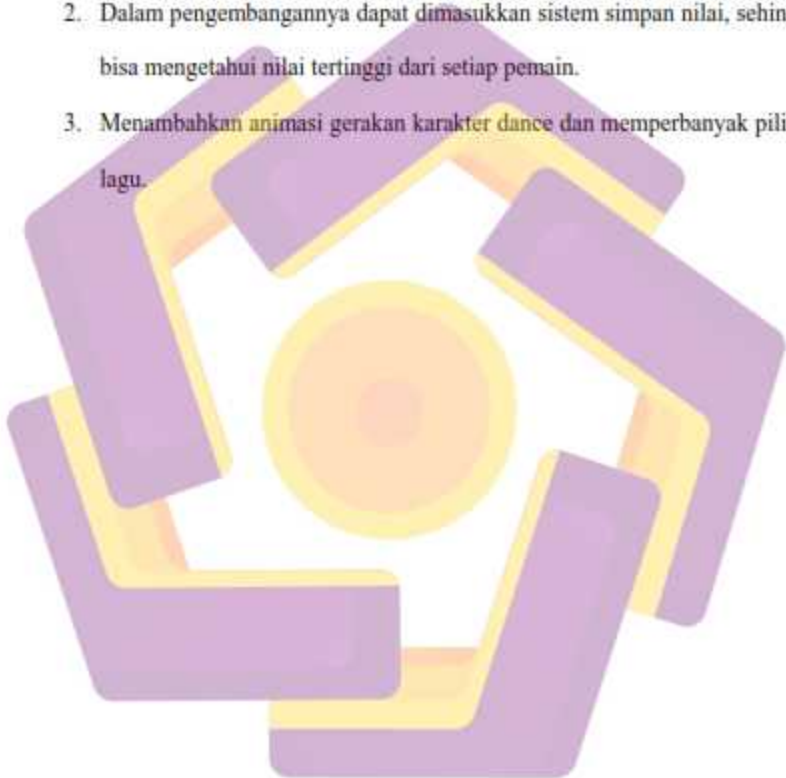 2. Dalam pengembangannya dapat dimasukkan sistem simpan nilai, sehin
bisa mengetahui nilai tertinggi dari setiap pemain.
3. Menambahkan animasi gerakan karakter dance dan memperbanyak pili
lagu.